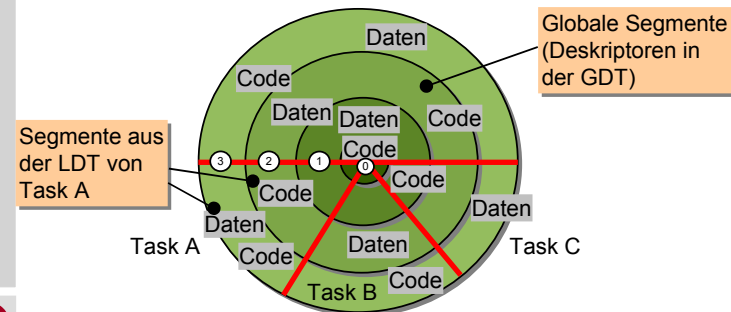 Globale Segmente
(Deskriptoren in
der GDT)
Daten
Code
Daten
Daten
Code
Code
Segmente aus
der LDT von
Task A
3
2
1
0
Code
Code
Daten
Daten
Task A
Code
Daten
Task C
Code
Task B